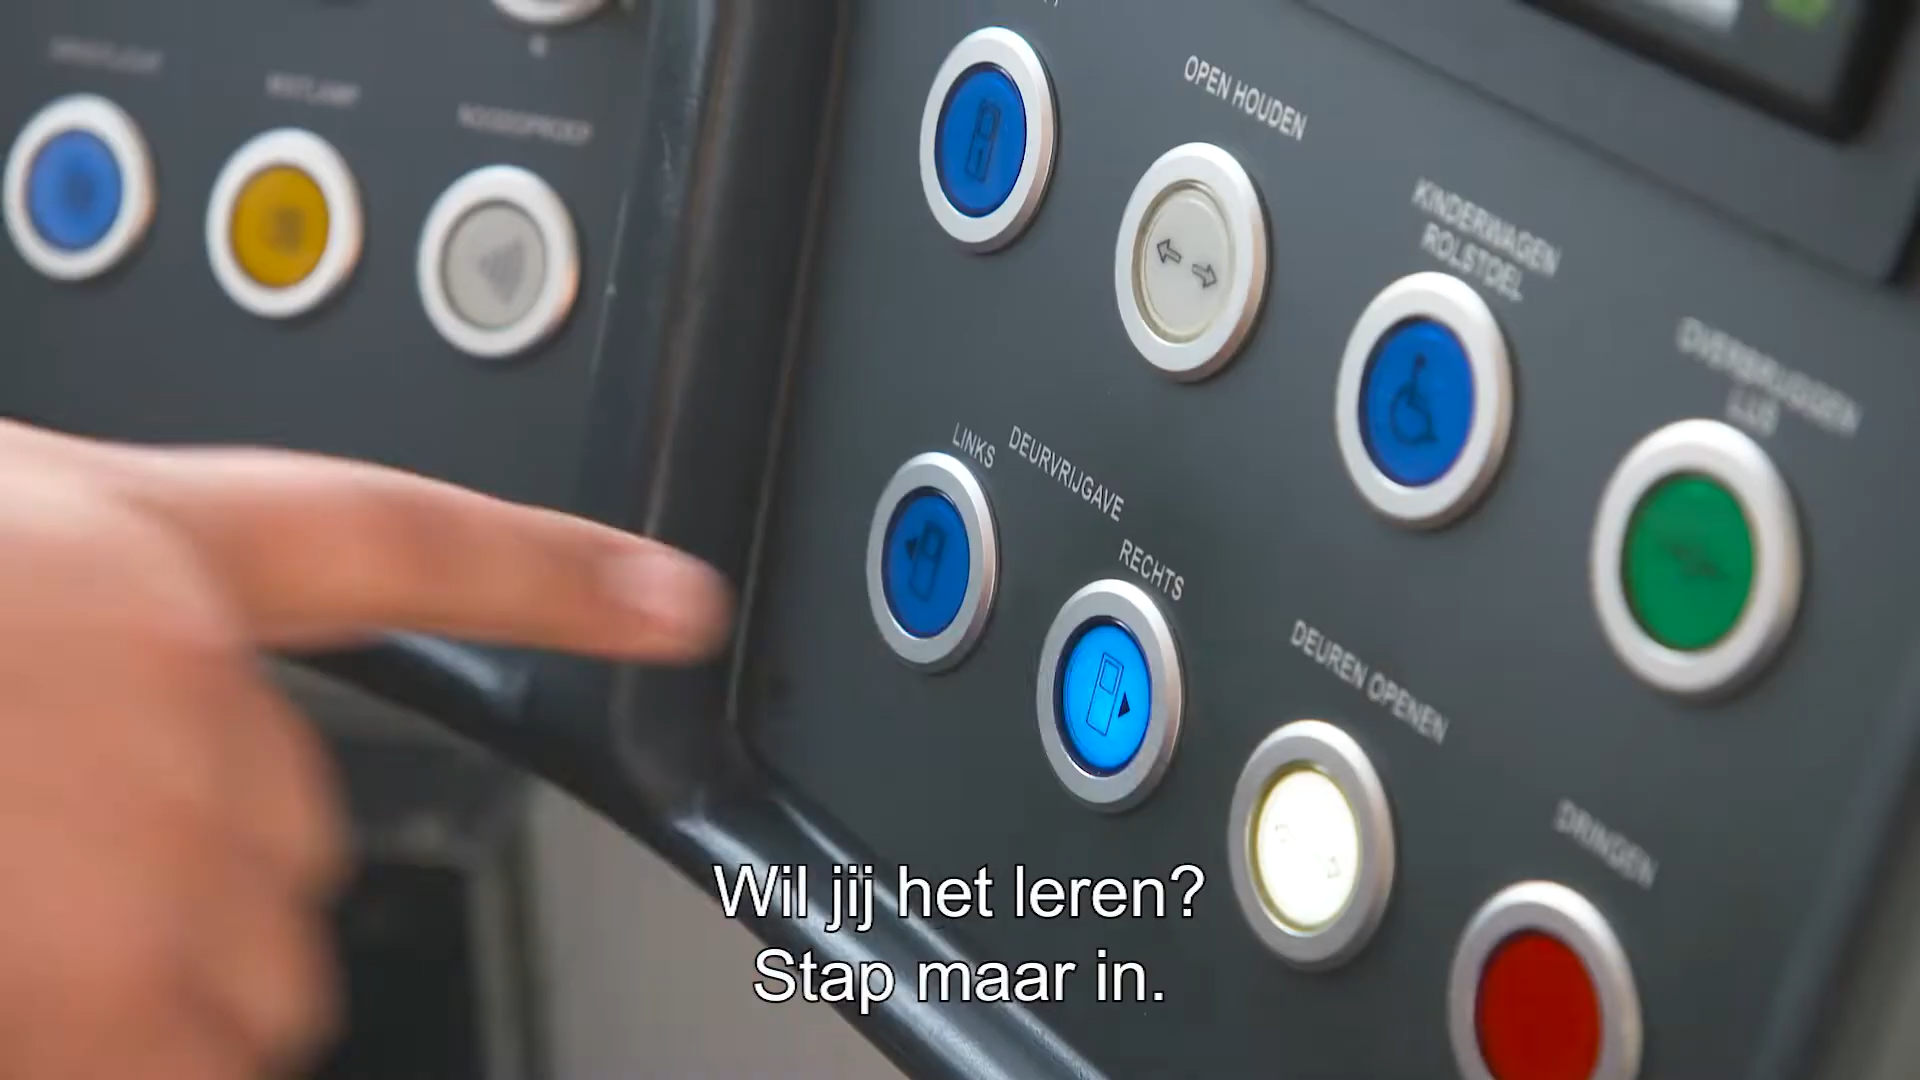 OPEN HOUDEN
KINDERWAGEN
ROLSTOEL
OVERBRUGGEN
LUS
LINKS
DEURVRIJGAVE
RECHTS
DEUREN OPENEN
DRINGEN
Wil jij het leren?
Stap maar in.